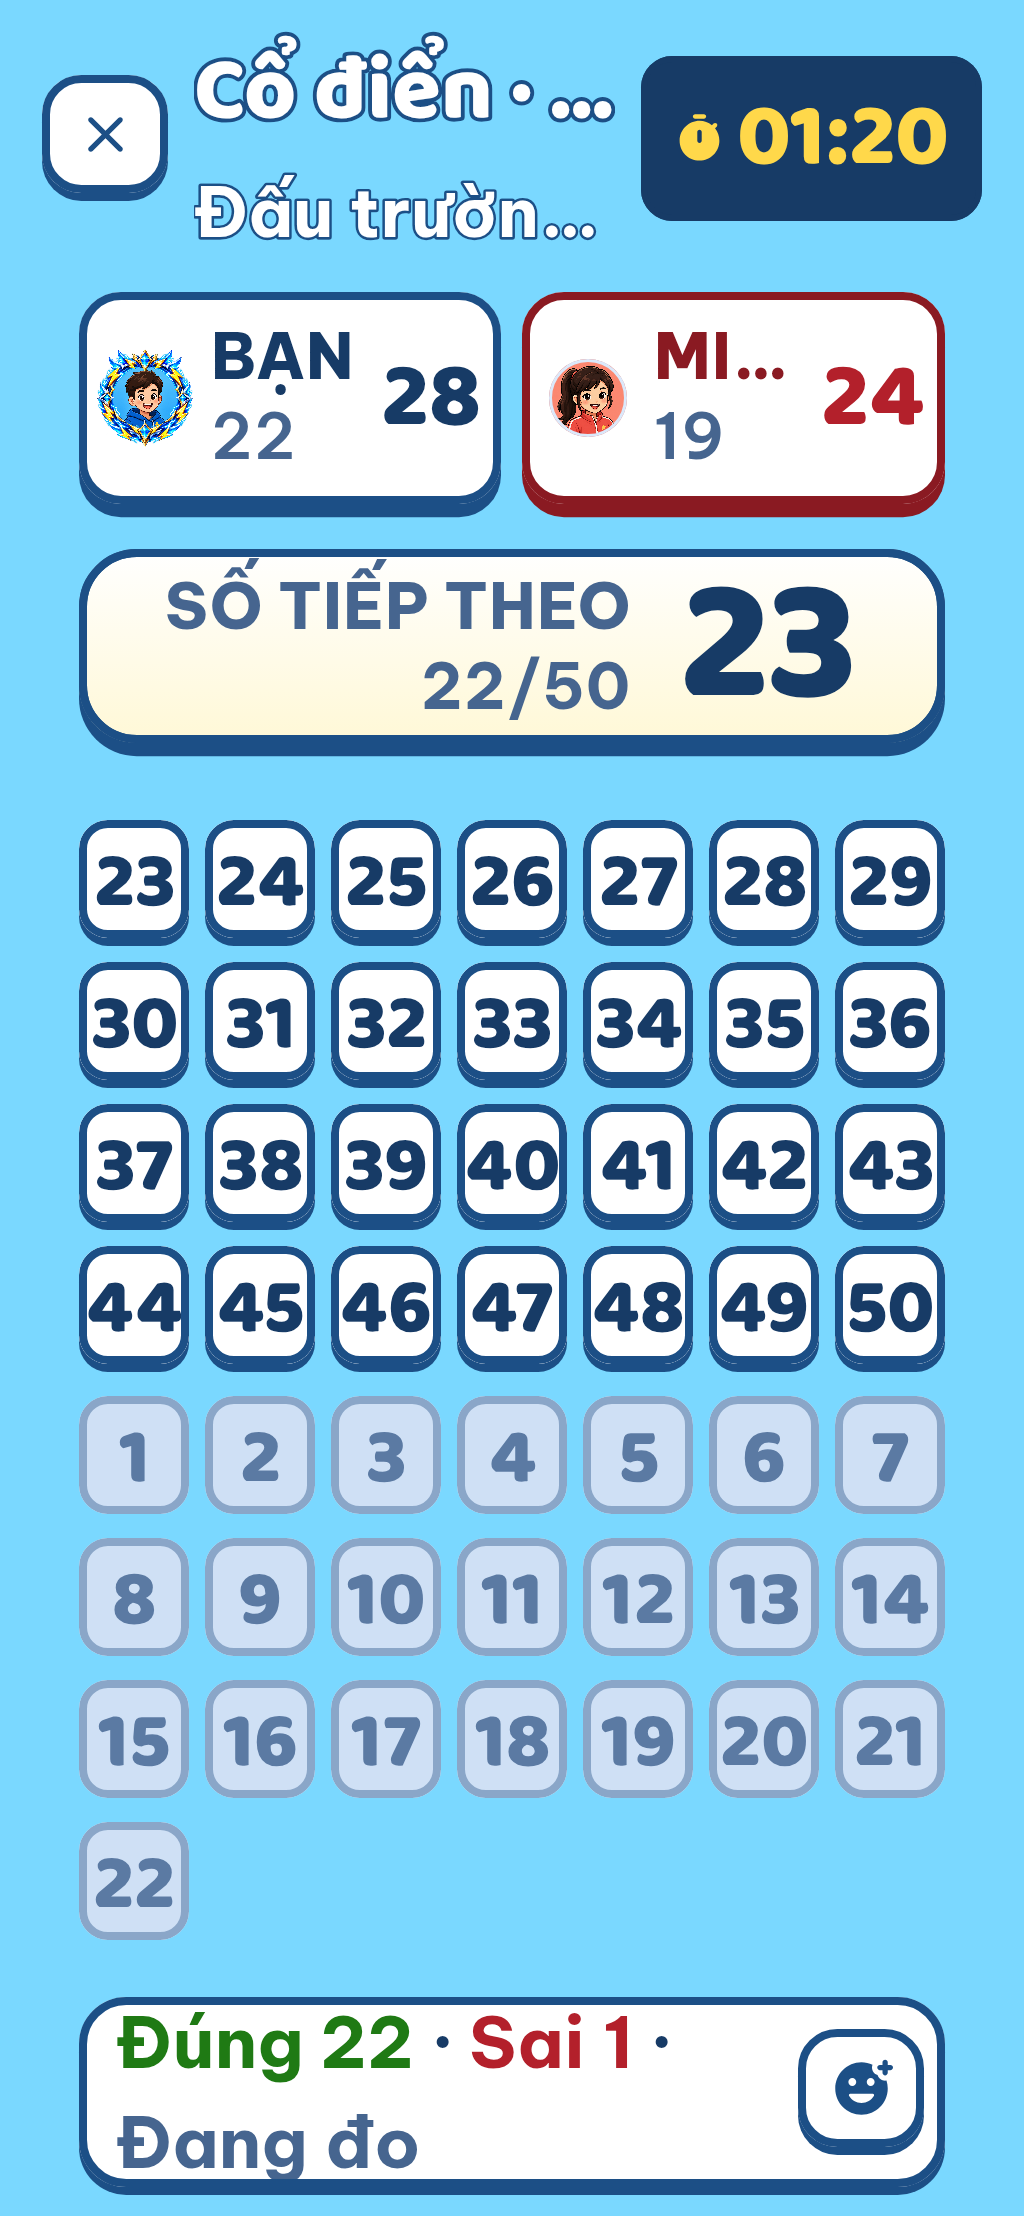 Cổ điển · ...
Đấu trườn...
01:20
BẠN
22
28
MI...
19
24
SỐ TIẾP THEO
22/50
23
23 24 25 26 27 28 29
30 31 32 33 34 35 36
37 38 39 40 41 42 43
44 45 46 47 48 49 50
1 2 3 4 5 6 7
8 9 10 11 12 13 14
15 16 17 18 19 20 21
22
Đúng 22 · Sai 1 ·
Đang đo